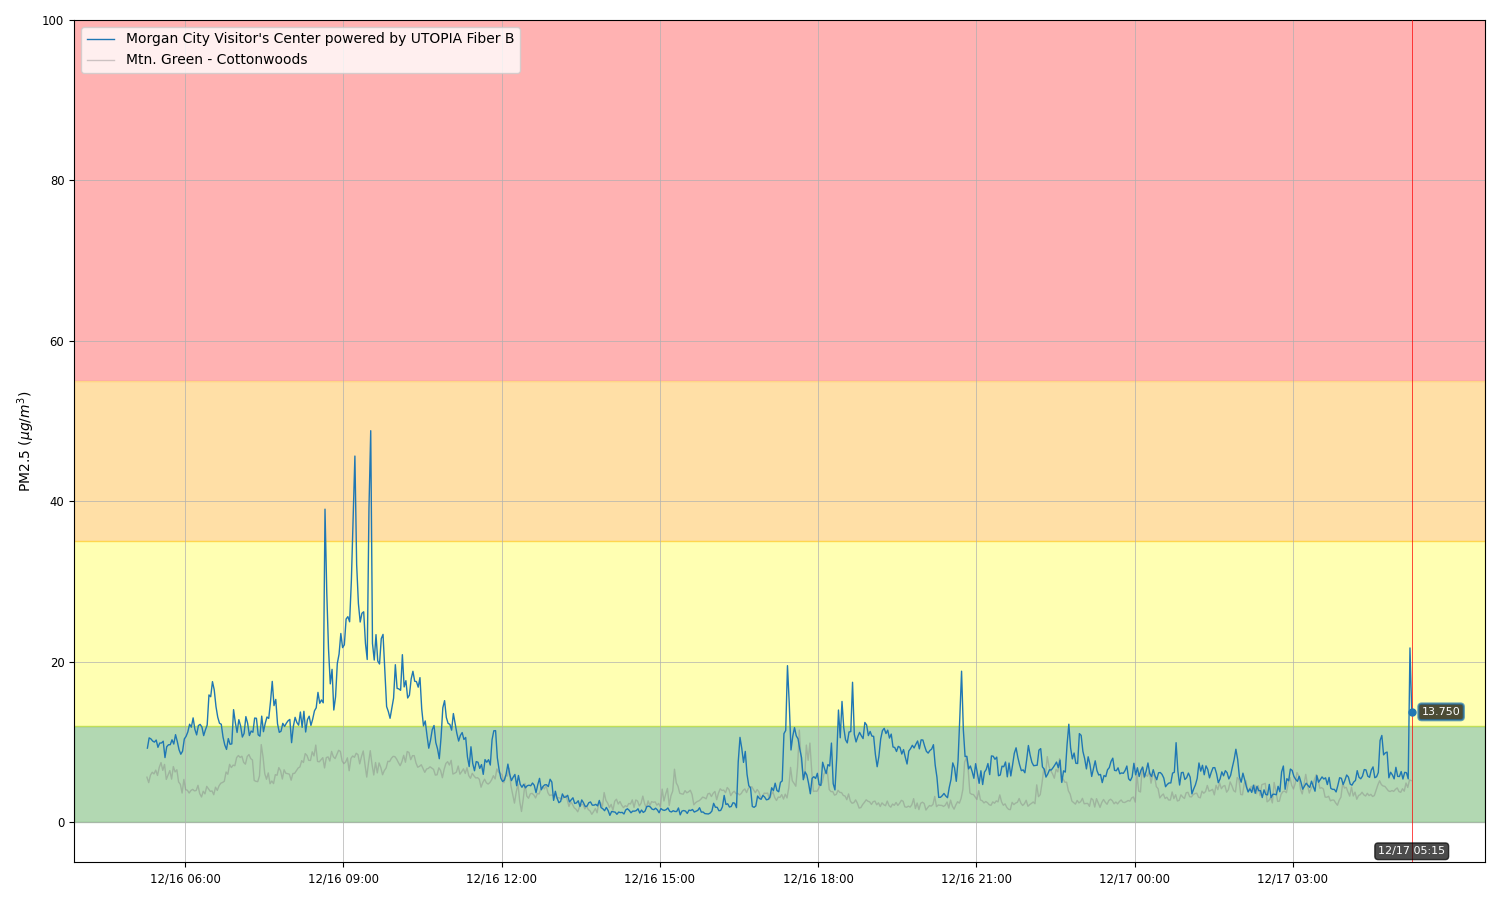 100
Morgan City Visitor's Center powered by UTOPIA Fiber B
Mtn. Green - Cottonwoods
80
60
PM2.5 (μg/m³)
40
20
13.750
0
12/17 05:15
12/16 06:00 12/16 09:00 12/16 12:00 12/16 15:00 12/16 18:00 12/16 21:00 12/17 00:00 12/17 03:00